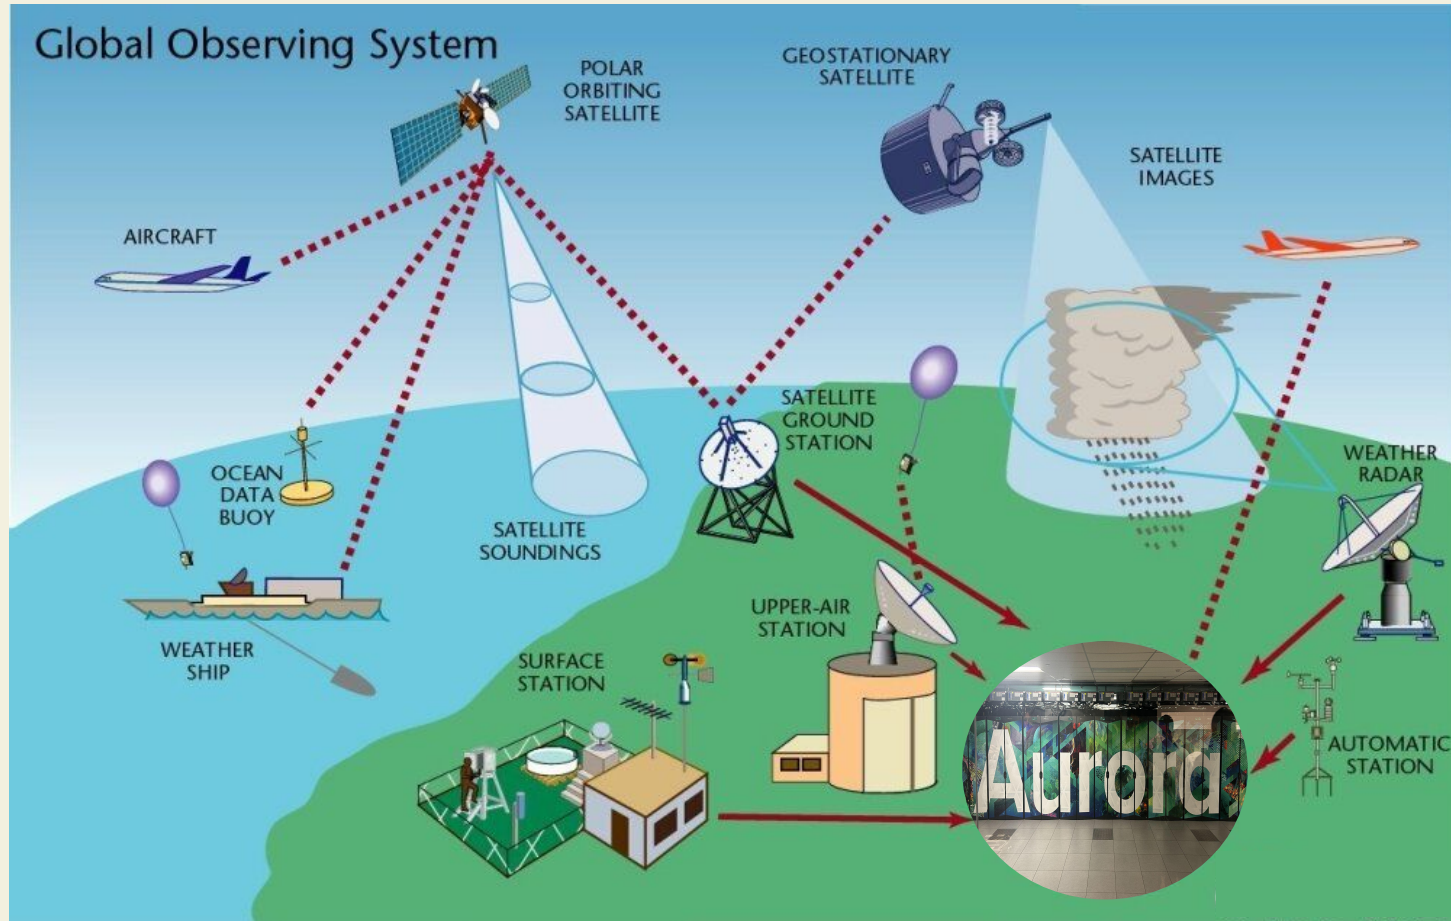 Global Observing System
POLAR
ORBITING
SATELLITE
GEOSTATIONARY
SATELLITE
SATELLITE
IMAGES
AIRCRAFT
SATELLITE
GROUND
STATION
WEATHER
RADAR
OCEAN
DATA
BUOY
SATELLITE
SOUNDINGS
UPPER-AIR
STATION
WEATHER
SHIP
SURFACE
STATION
AUTOMATIC
STATION
Aurora